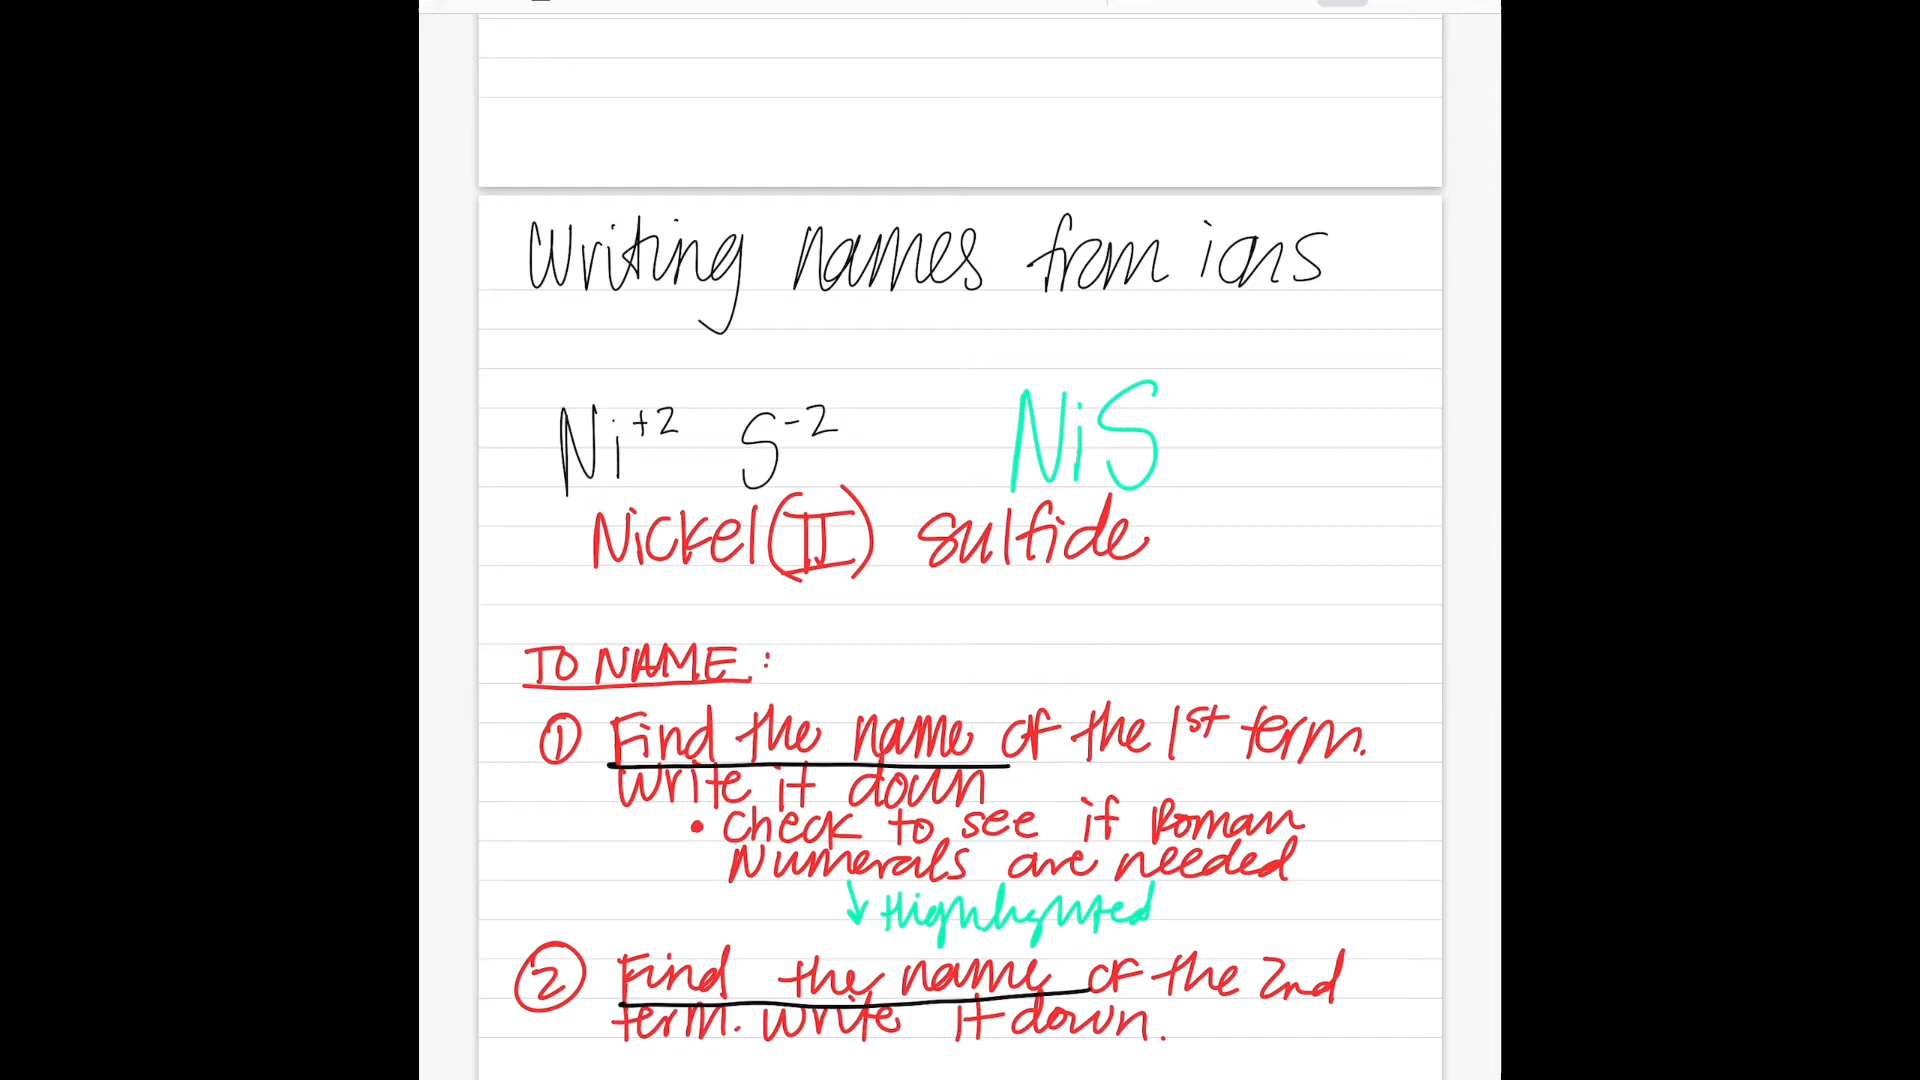 Writing names from ions
Ni+2 S-2 NiS
Nickel(II) sulfide
TO NAME:
① Find the name of the 1st term.
Write it down
• Check to see if Roman
Numerals are needed
↓ Highlighted
② Find the name of the 2nd
term. Write it down.